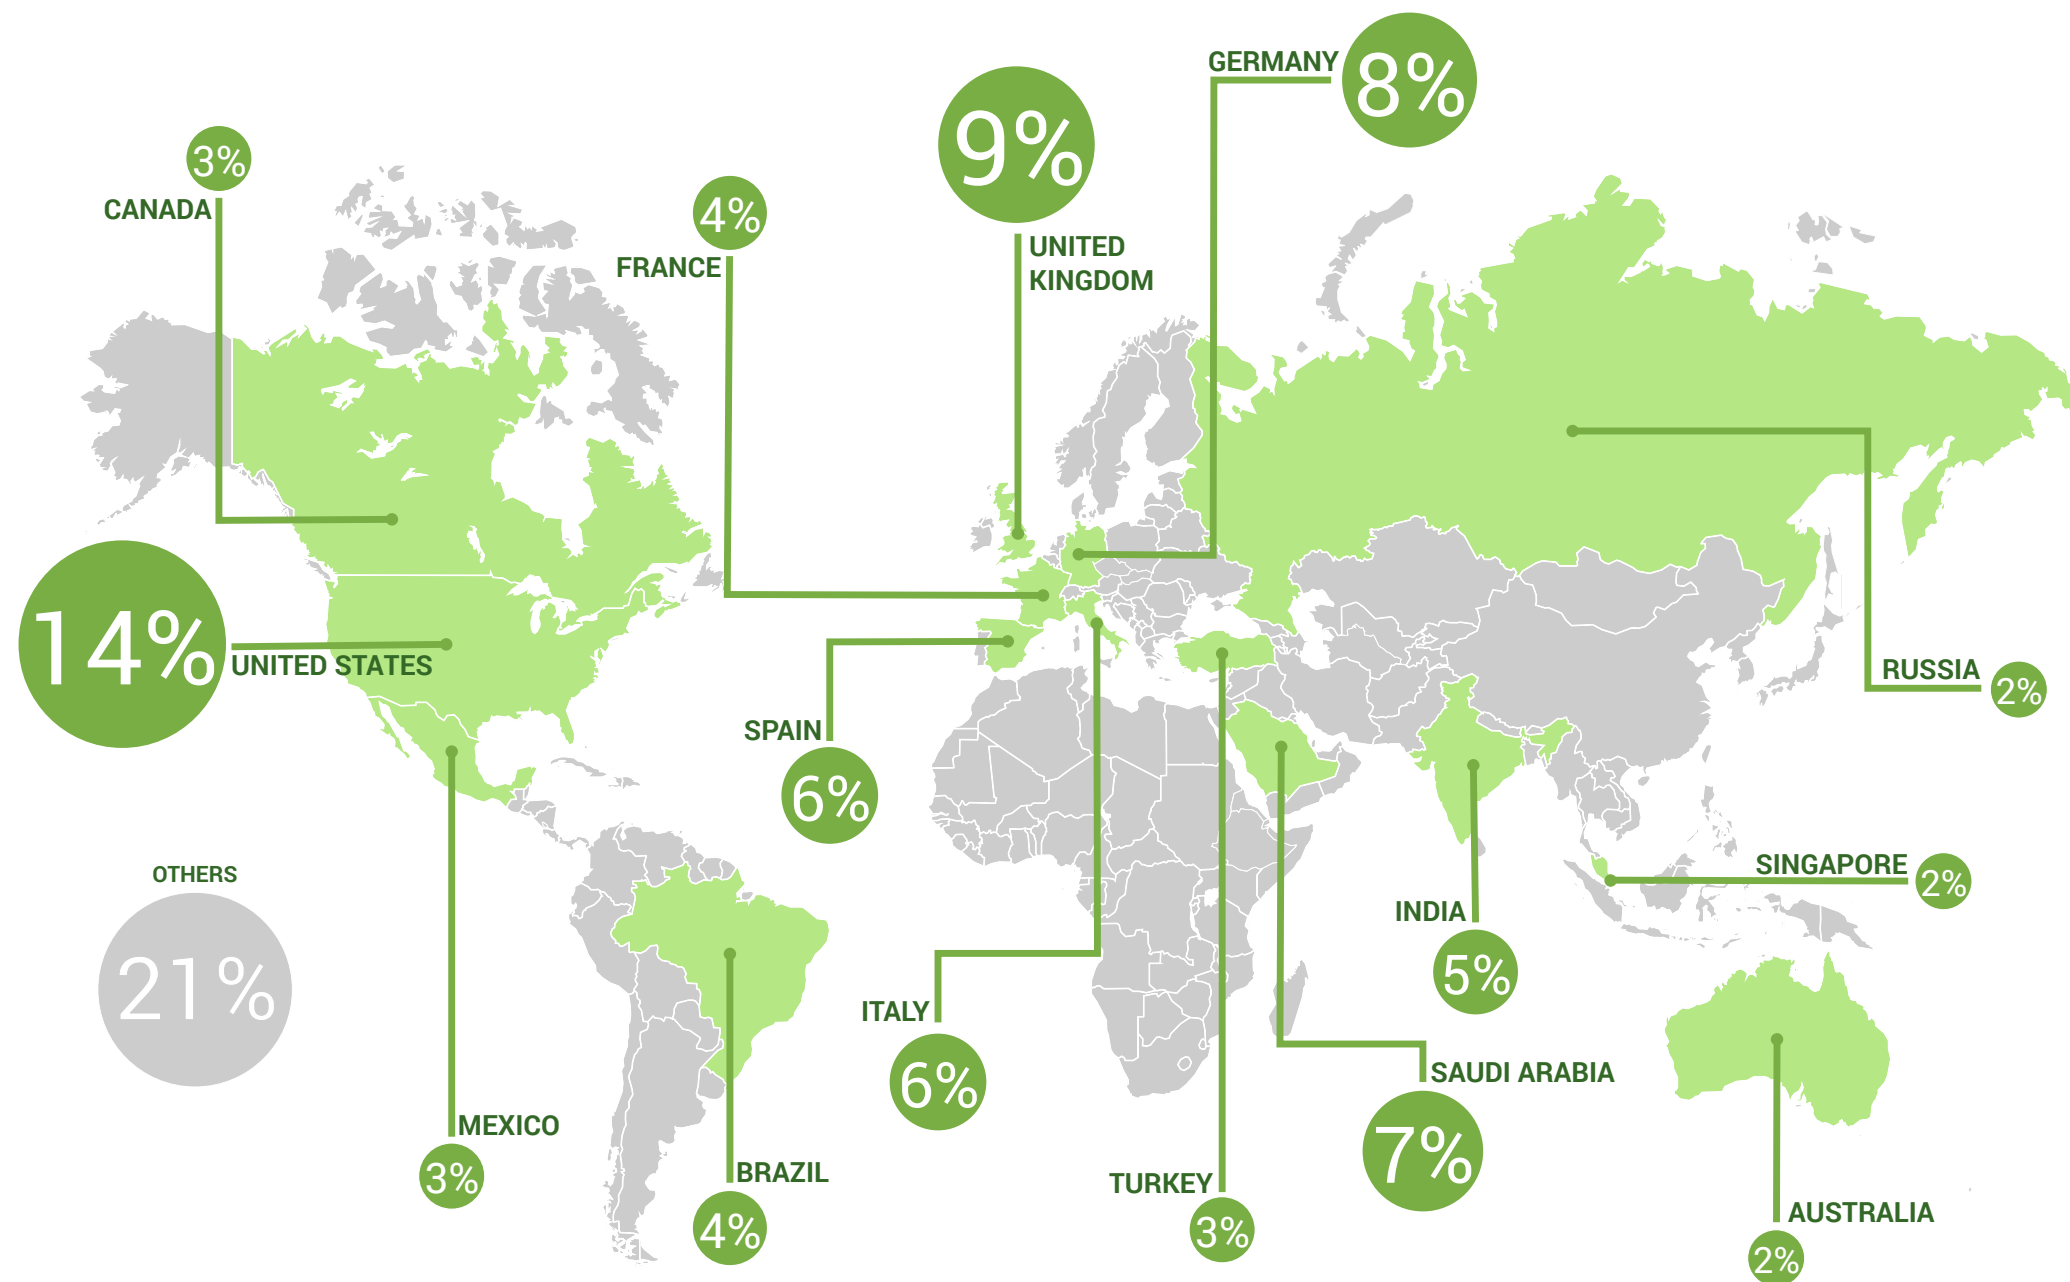 GERMANY
8%
9%
UNITED
KINGDOM
3%
CANADA
4%
FRANCE
14%
UNITED STATES
RUSSIA
2%
SPAIN
6%
OTHERS
21%
SINGAPORE
2%
INDIA
5%
ITALY
6%
SAUDI ARABIA
7%
MEXICO
3%
BRAZIL
4%
TURKEY
3%
AUSTRALIA
2%